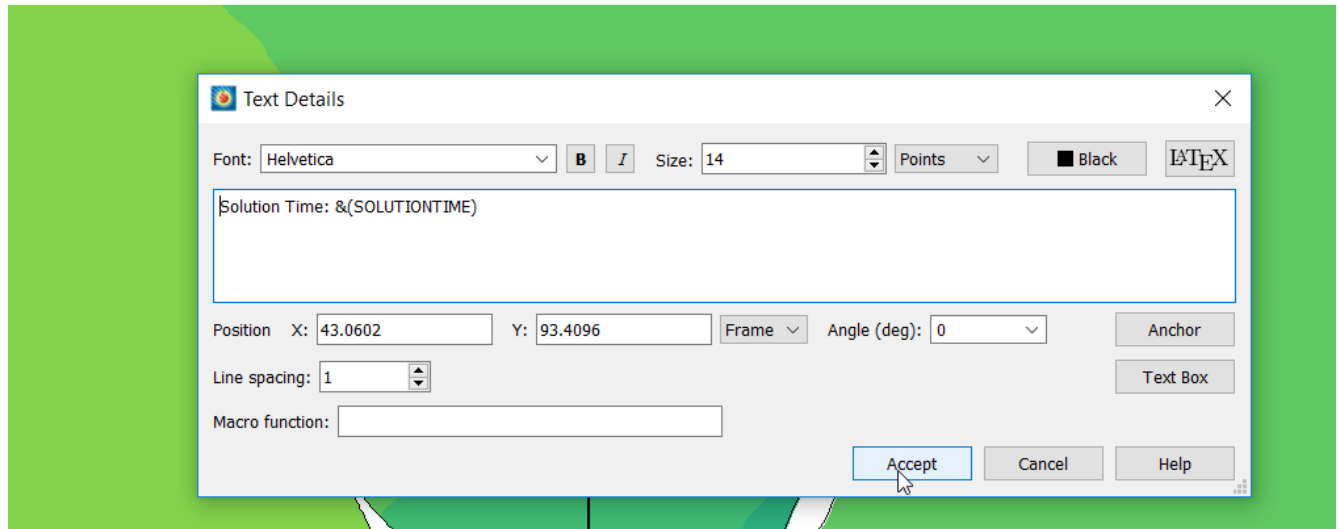 Text Details
Font: Helvetica B I Size: 14 Points Black LATEX
Solution Time: &(SOLUTIONTIME)
Position X: 43.0602 Y: 93.4096 Frame Angle (deg): 0 Anchor
Line spacing: 1 Text Box
Macro function:
Accept Cancel Help